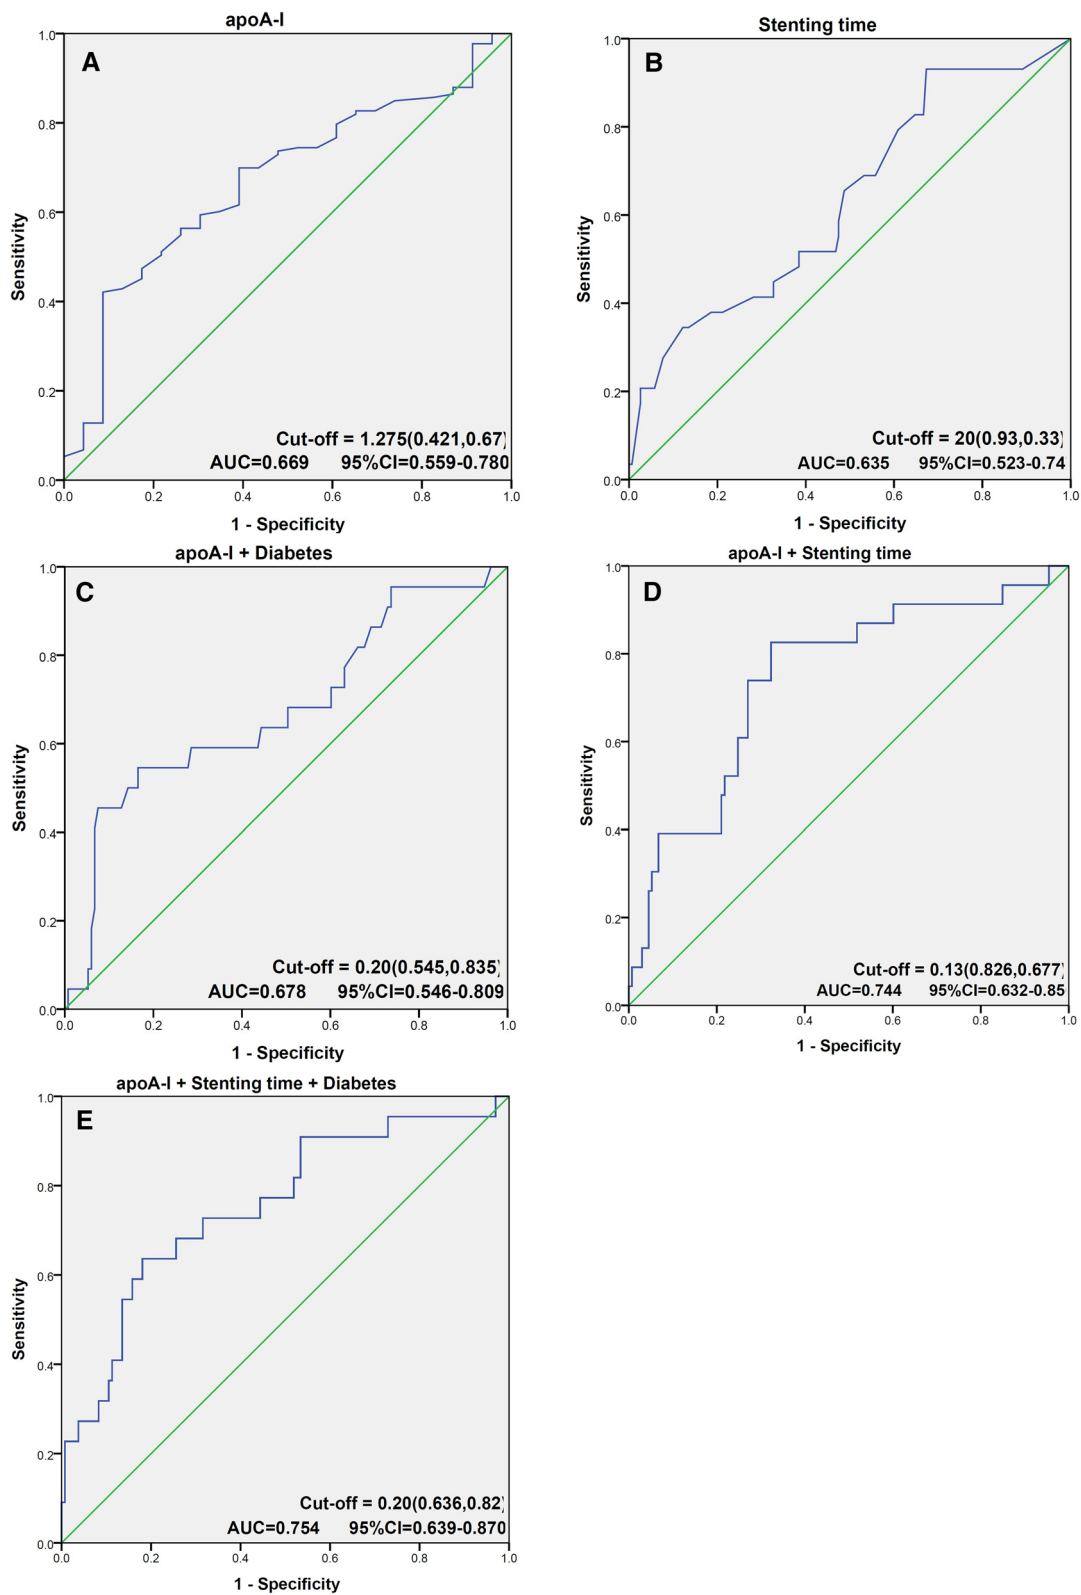 apoA-I
A
1.0
0.8
0.6
0.4
0.2
0.0
Sensitivity
Cut-off = 1.275(0.421,0.67)
AUC=0.669 95%CI=0.559-0.780
0.0 0.2 0.4 0.6 0.8 1.0
1 - Specificity
Stenting time
B
1.0
0.8
0.6
0.4
0.2
0.0
Sensitivity
Cut-off = 20(0.93,0.33)
AUC=0.635 95%CI=0.523-0.74
0.0 0.2 0.4 0.6 0.8 1.0
1 - Specificity
apoA-I + Diabetes
C
1.0
0.8
0.6
0.4
0.2
0.0
Sensitivity
Cut-off = 0.20(0.545,0.835)
AUC=0.678 95%CI=0.546-0.809
0.0 0.2 0.4 0.6 0.8 1.0
1 - Specificity
apoA-I + Stenting time
D
1.0
0.8
0.6
0.4
0.2
0.0
Sensitivity
Cut-off = 0.13(0.826,0.677)
AUC=0.744 95%CI=0.632-0.85
0.0 0.2 0.4 0.6 0.8 1.0
1 - Specificity
apoA-I + Stenting time + Diabetes
E
1.0
0.8
0.6
0.4
0.2
0.0
Sensitivity
Cut-off = 0.20(0.636,0.82)
AUC=0.754 95%CI=0.639-0.870
0.0 0.2 0.4 0.6 0.8 1.0
1 - Specificity